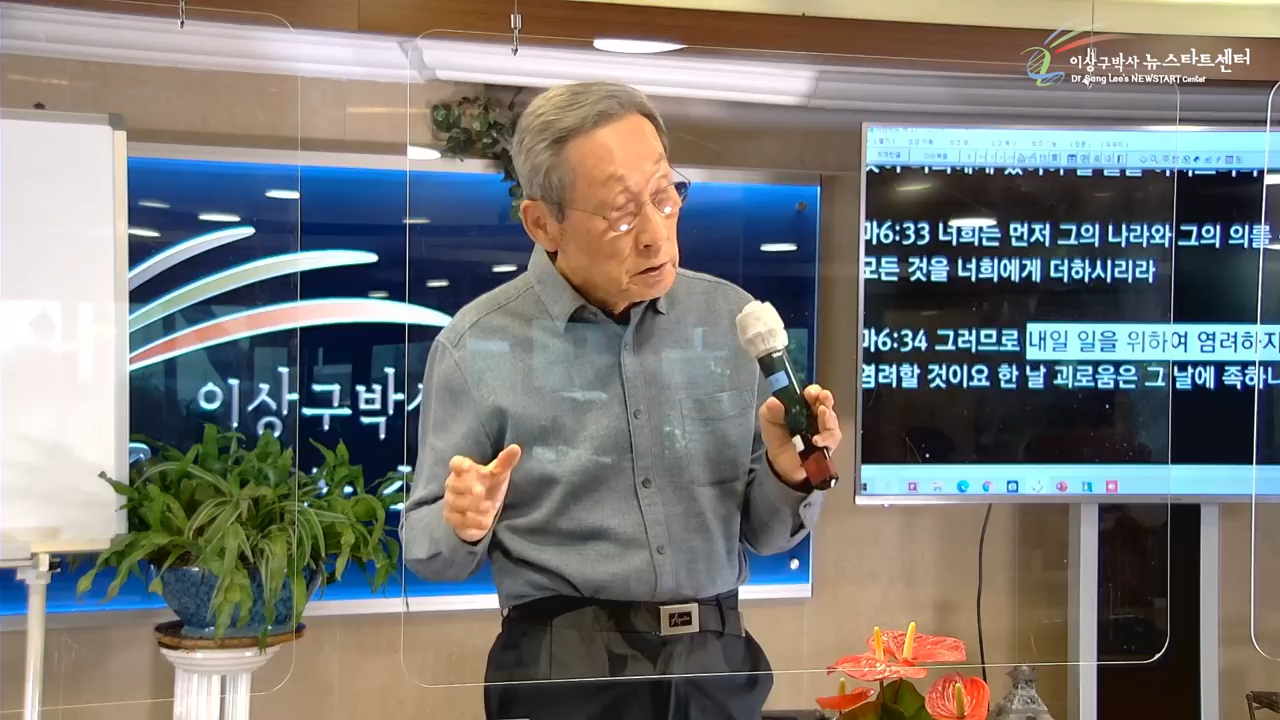 이상구박사 뉴스타트센터
Dr Sang Lee's NEWSTART Center
마6:33 너희는 먼저 그의 나라와 그의 의를
모든 것을 너희에게 더하시리라
마6:34 그러므로 내일 일을 위하여 염려하지
염려할 것이요 한 날 괴로움은 그 날에 족하니
이상구박사